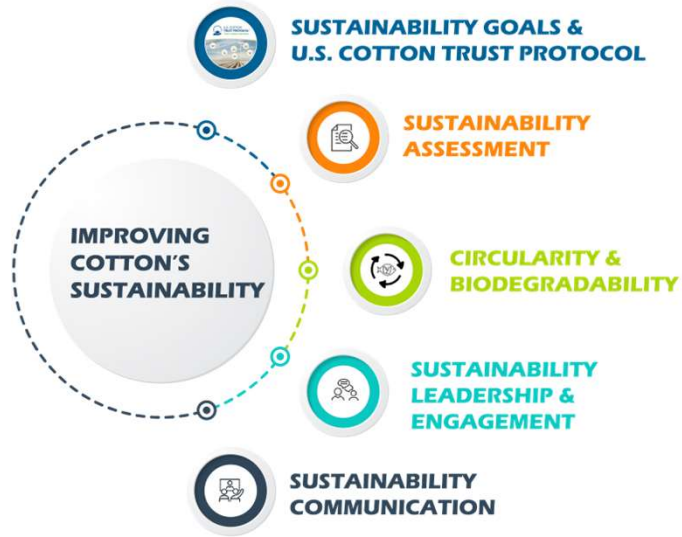 SUSTAINABILITY GOALS &
U.S. COTTON TRUST PROTOCOL
SUSTAINABILITY
ASSESSMENT
IMPROVING
COTTON'S
SUSTAINABILITY
CIRCULARITY &
BIODEGRADABILITY
SUSTAINABILITY
LEADERSHIP &
ENGAGEMENT
SUSTAINABILITY
COMMUNICATION